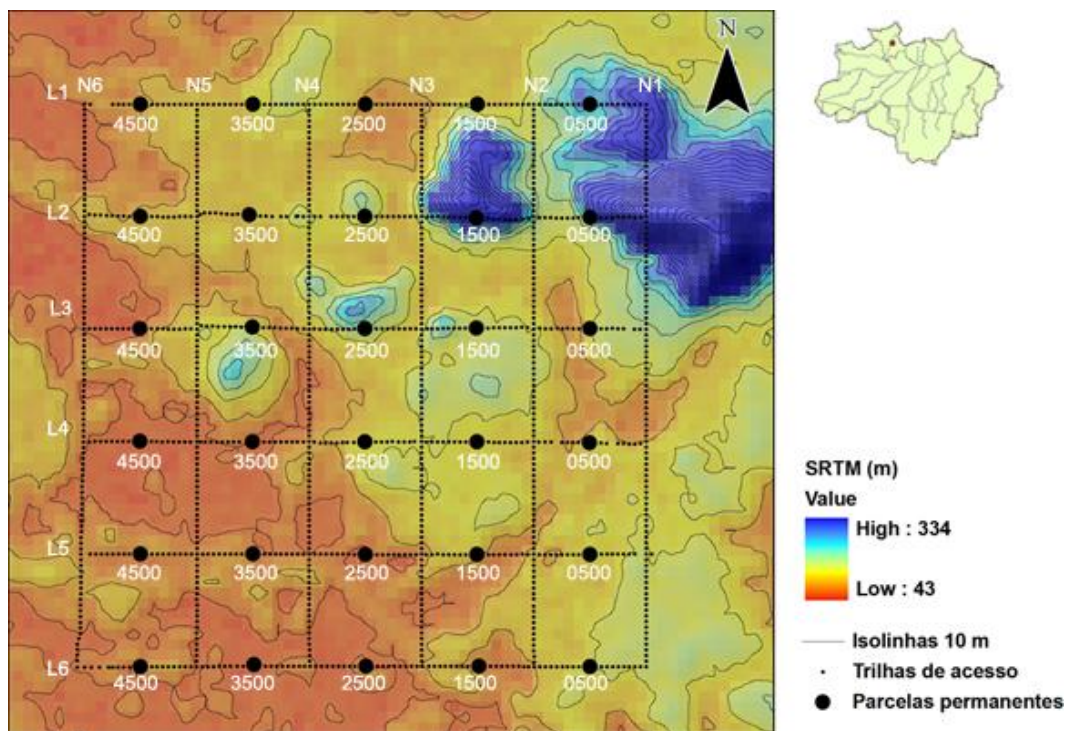 N
N6 N5 N4 N3 N2 N1
L1
4500 3500 2500 1500 0500
L2
4500 3500 2500 1500 0500
L3
4500 3500 2500 1500 0500
L4
4500 3500 2500 1500 0500
L5
4500 3500 2500 1500 0500
L6
4500 3500 2500 1500 0500
SRTM (m)
Value
High : 334
Low : 43
Isolinhas 10 m
Trilhas de acesso
Parcelas permanentes